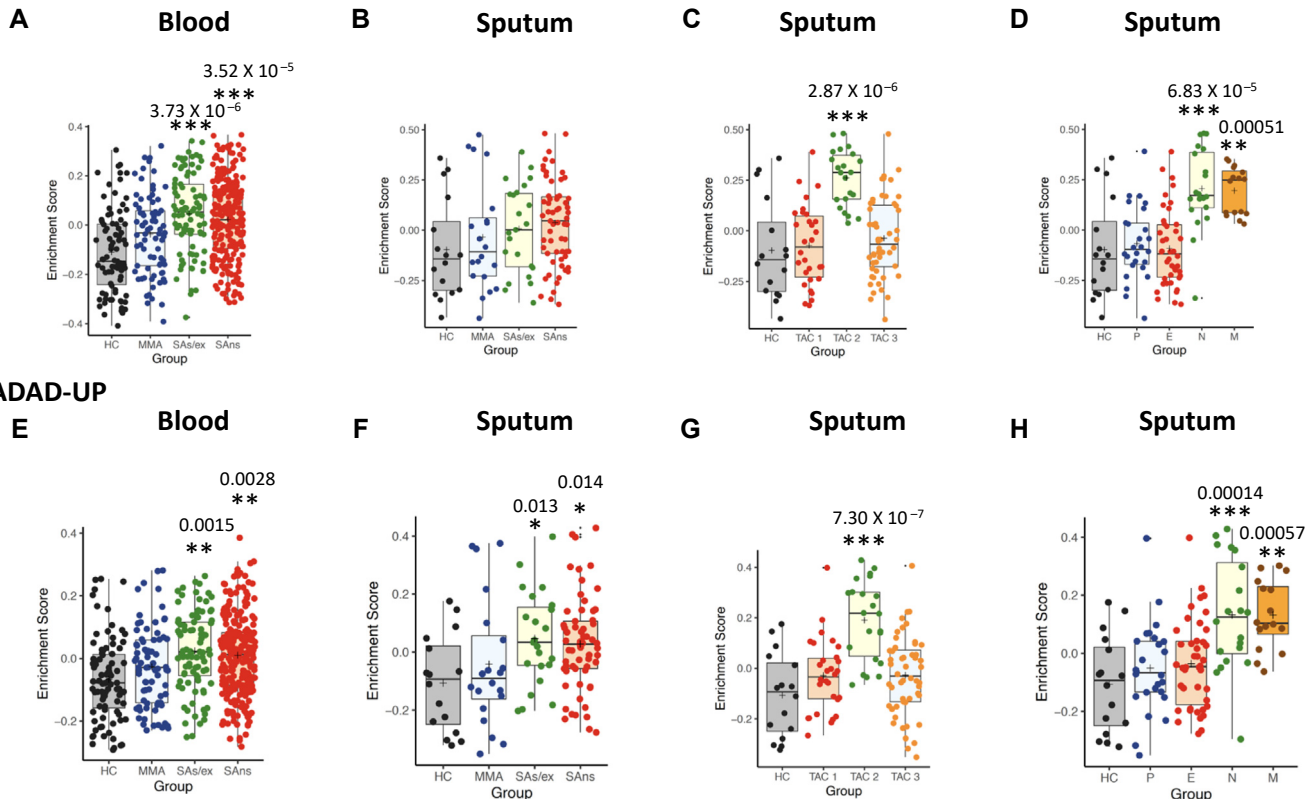 A Blood
B Sputum
C Sputum
D Sputum
3.52 X 10⁻⁵
***
3.73 X 10⁻⁶
***
2.87 X 10⁻⁶
***
6.83 X 10⁻⁵
***
0.00051
**
Enrichment Score
0.4
0.2
0.0
−0.2
−0.4
HC MMA SAs/ex SAns
Group
Enrichment Score
0.50
0.25
0.00
−0.25
HC MMA SAs/ex SAns
Group
Enrichment Score
0.50
0.25
0.00
−0.25
HC TAC 1 TAC 2 TAC 3
Group
Enrichment Score
0.50
0.25
0.00
−0.25
HC P E N M
Group
ADAD-UP
E Blood
F Sputum
G Sputum
H Sputum
0.0028
**
0.0015
**
0.013
*
0.014
*
7.30 X 10⁻⁷
***
0.00014
***
0.00057
**
Enrichment Score
0.4
0.2
0.0
−0.2
HC MMA SAs/ex SAns
Group
Enrichment Score
0.4
0.2
0.0
−0.2
HC MMA SAs/ex SAns
Group
Enrichment Score
0.4
0.2
0.0
−0.2
HC TAC 1 TAC 2 TAC 3
Group
Enrichment Score
0.4
0.2
0.0
−0.2
HC P E N M
Group